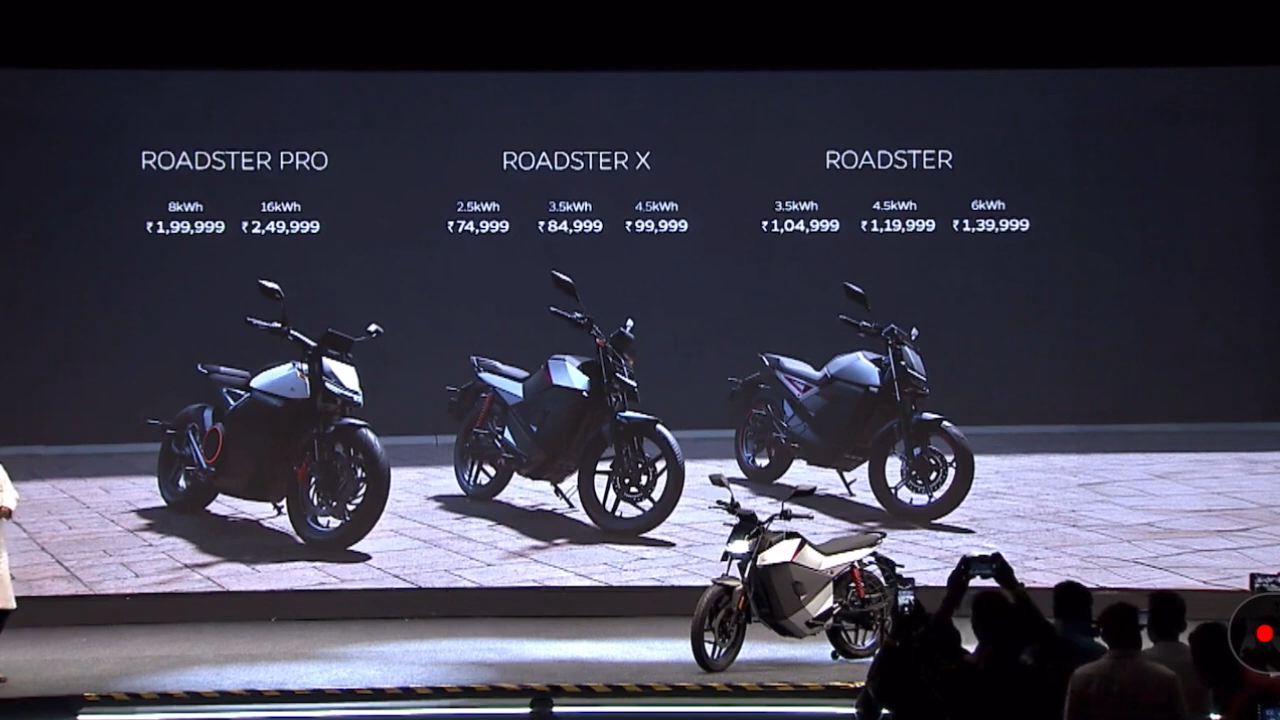 ROADSTER PRO
8kWh 16kWh
₹1,99,999 ₹2,49,999
ROADSTER X
2.5kWh 3.5kWh 4.5kWh
₹74,999 ₹84,999 ₹99,999
ROADSTER
3.5kWh 4.5kWh 6kWh
₹1,04,999 ₹1,19,999 ₹1,39,999